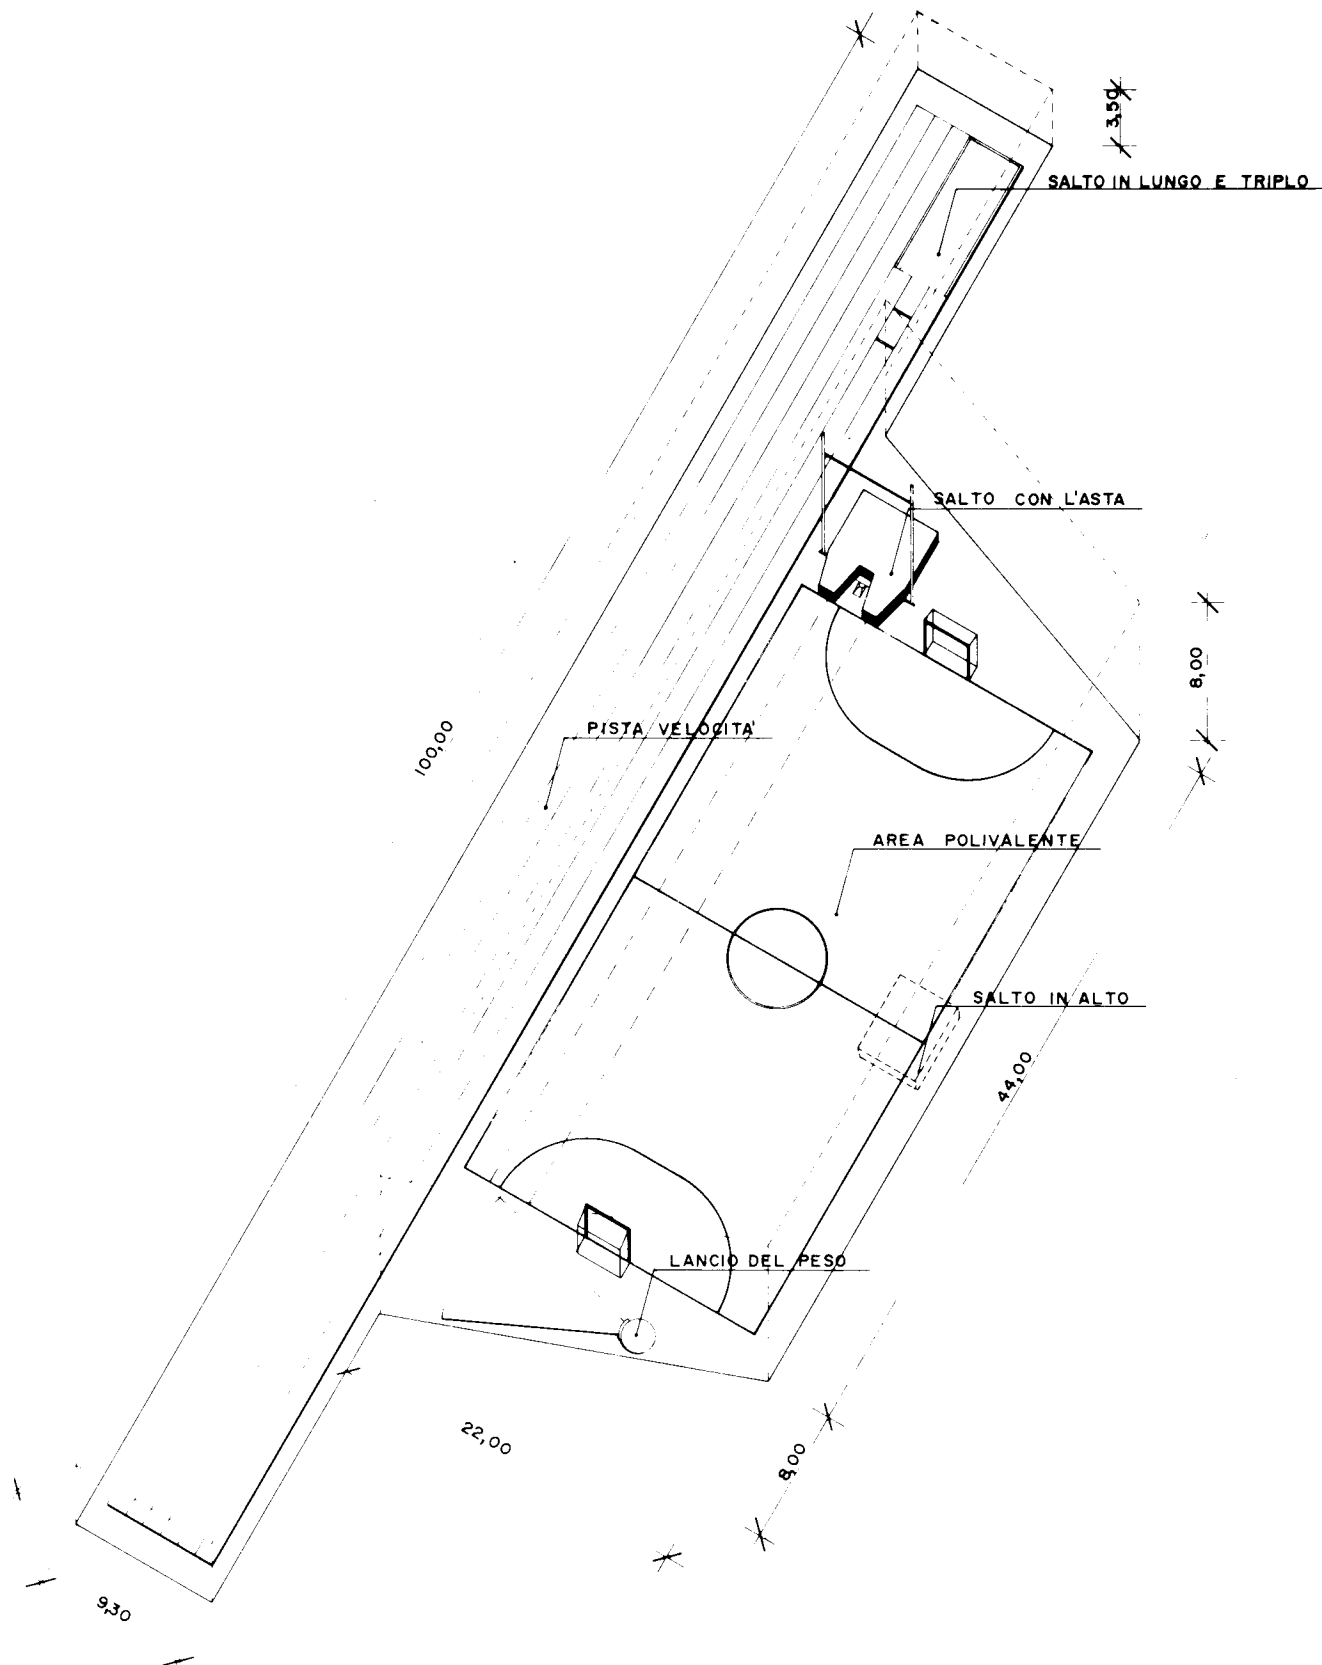 3,50
SALTO IN LUNGO E TRIPLO
SALTO CON L'ASTA
8,00
PISTA VELOCITA'
100,00
AREA POLIVALENTE
SALTO IN ALTO
44,00
LANCIO DEL PESO
22,00
8,00
9,30